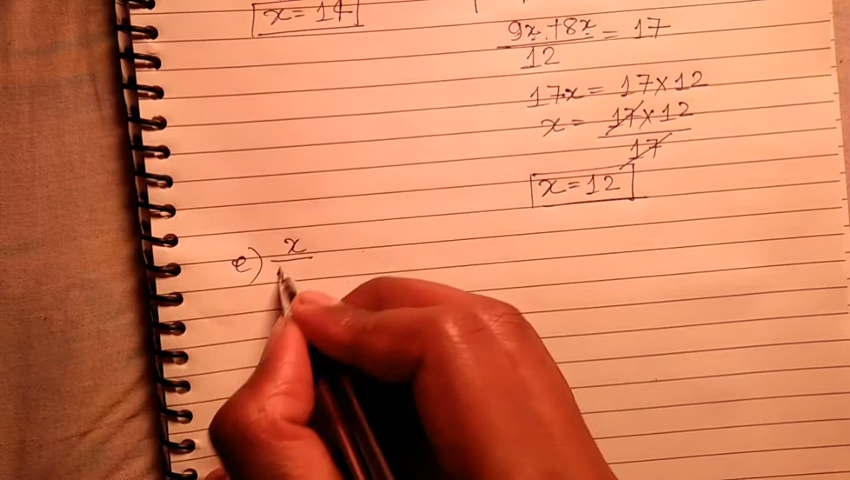 x = 14
9x + 8x / 12 = 17
17x = 17 x 12
x = 17 x 12 / 17
x = 12
e) x